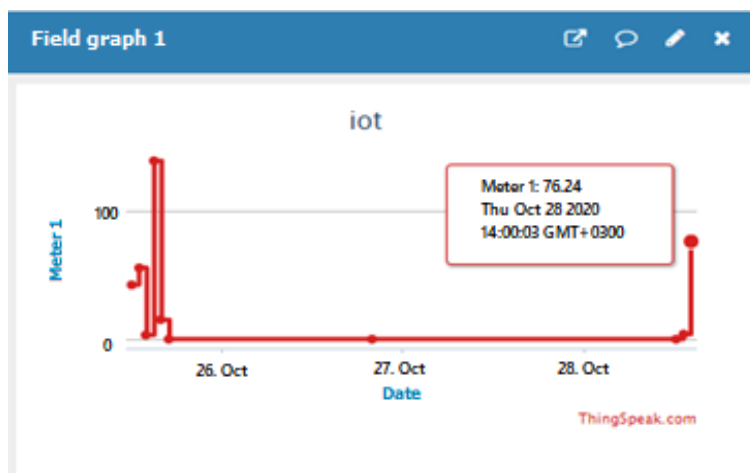 Field graph 1
iot
Meter 1: 76.24
Thu Oct 28 2020
14:00:03 GMT+0300
Meter 1
100
0
26. Oct
27. Oct
28. Oct
Date
ThingSpeak.com